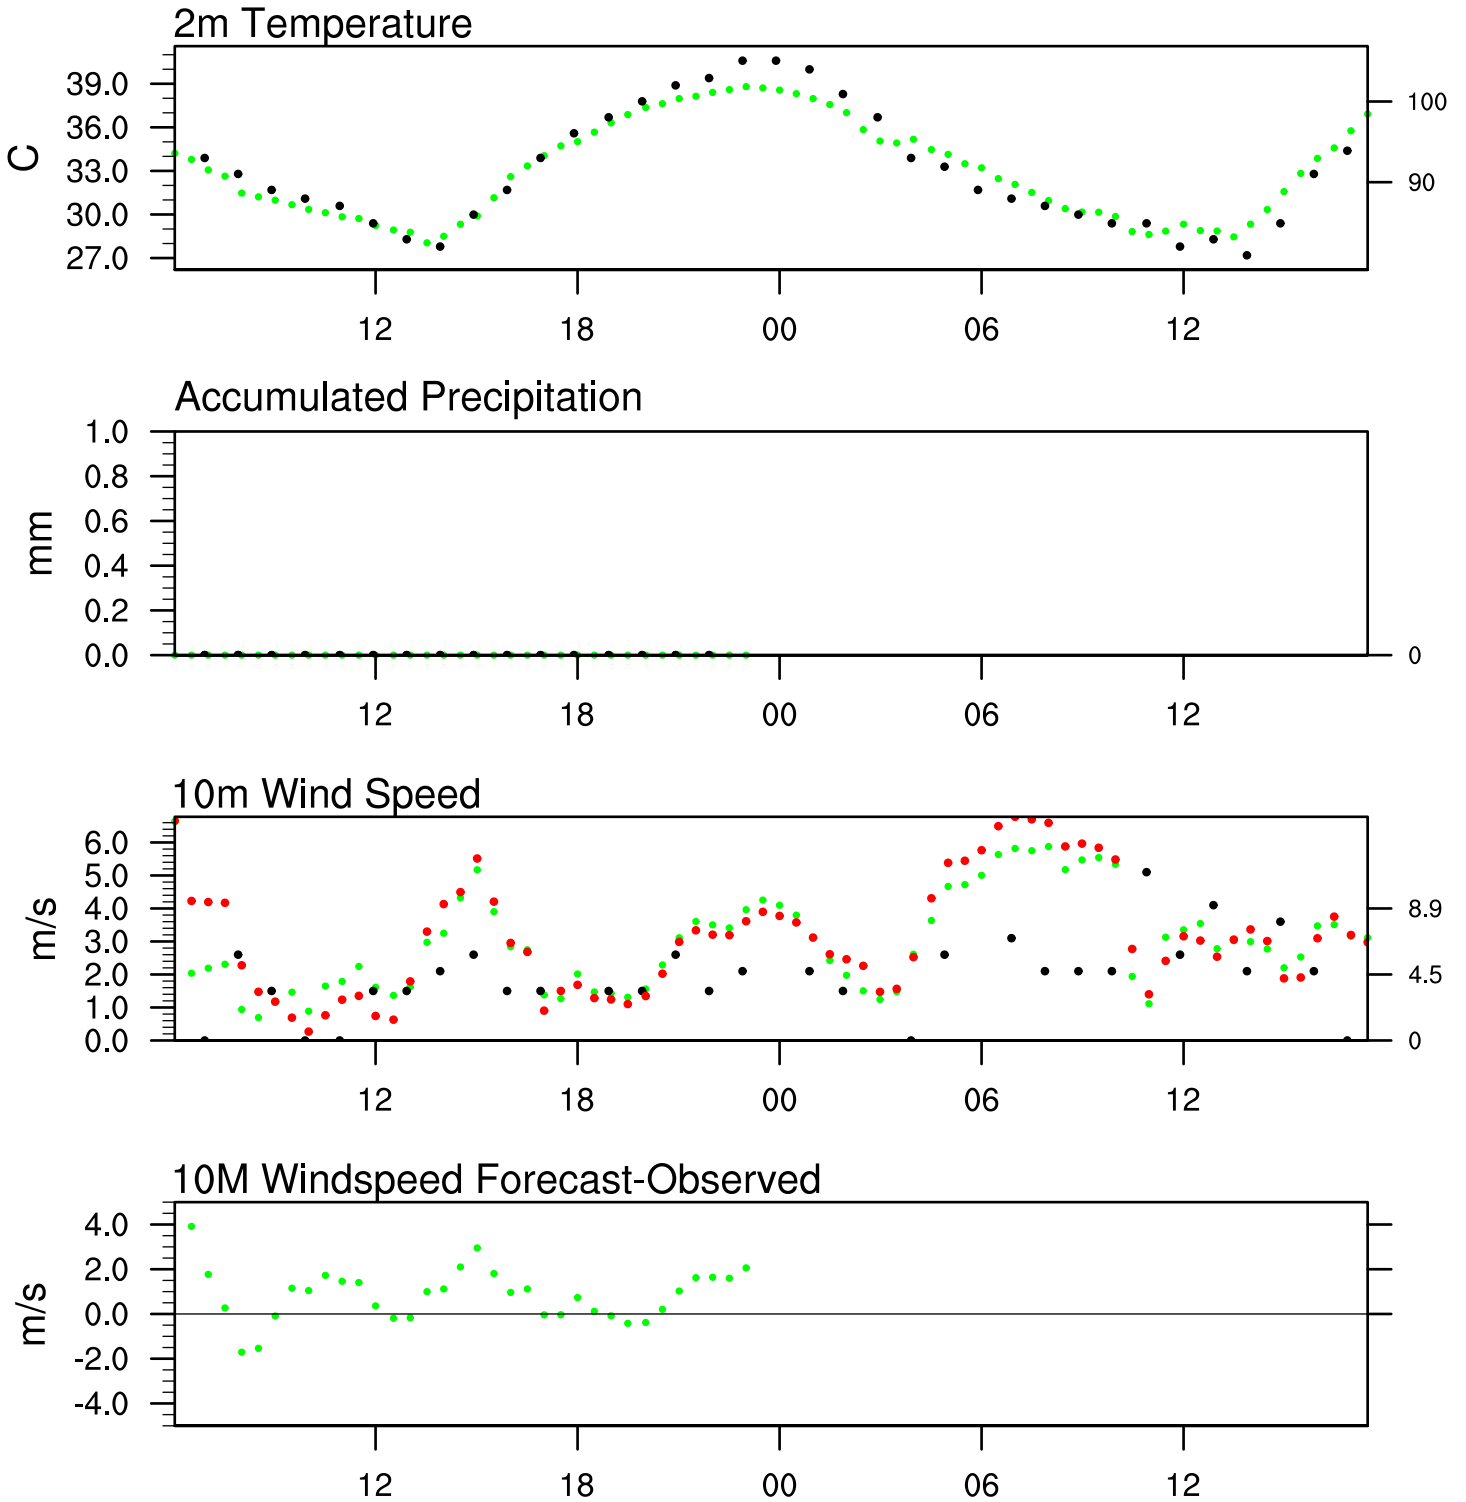 2m Temperature
39.0
36.0
33.0
30.0
27.0
C
100
90
12 18 00 06 12
Accumulated Precipitation
1.0
0.8
0.6
0.4
0.2
0.0
mm
0
12 18 00 06 12
10m Wind Speed
6.0
5.0
4.0
3.0
2.0
1.0
0.0
m/s
8.9
4.5
0
12 18 00 06 12
10M Windspeed Forecast-Observed
4.0
2.0
0.0
-2.0
-4.0
m/s
12 18 00 06 12